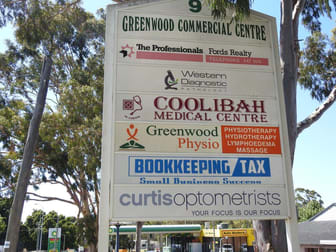 9
GREENWOOD COMMERCIAL CENTRE
The Professionals Fords Realty
Western
Diagnostic
PATHOLOGY
COOLIBAH
MEDICAL CENTRE
Greenwood
Physio
PHYSIOTHERAPY
HYDROTHERAPY
LYMPHOEDEMA
MASSAGE
BOOKKEEPING/TAX
Small Business Success
curtisoptometrists
YOUR FOCUS IS OUR FOCUS